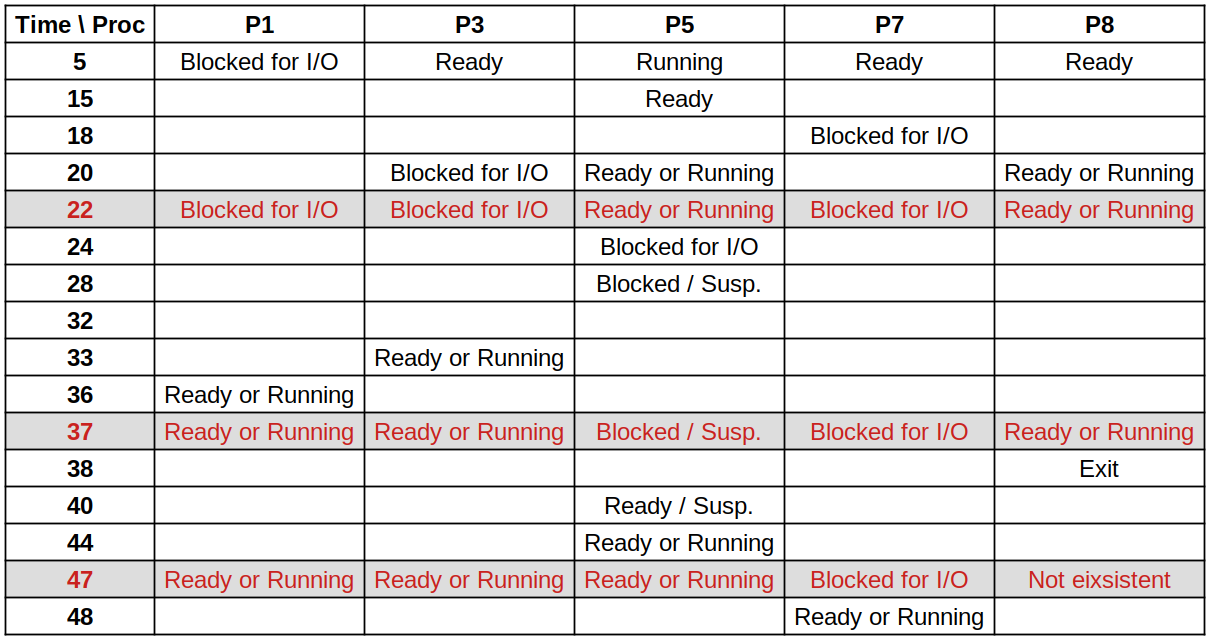 Time \ Proc P1 P3 P5 P7 P8
5 Blocked for I/O Ready Running Ready Ready
15 Ready
18 Blocked for I/O
20 Blocked for I/O Ready or Running Ready or Running
22 Blocked for I/O Blocked for I/O Ready or Running Blocked for I/O Ready or Running
24 Blocked for I/O
28 Blocked / Susp.
32
33 Ready or Running
36 Ready or Running
37 Ready or Running Ready or Running Blocked / Susp. Blocked for I/O Ready or Running
38 Exit
40 Ready / Susp.
44 Ready or Running
47 Ready or Running Ready or Running Ready or Running Blocked for I/O Not eixsistent
48 Ready or Running